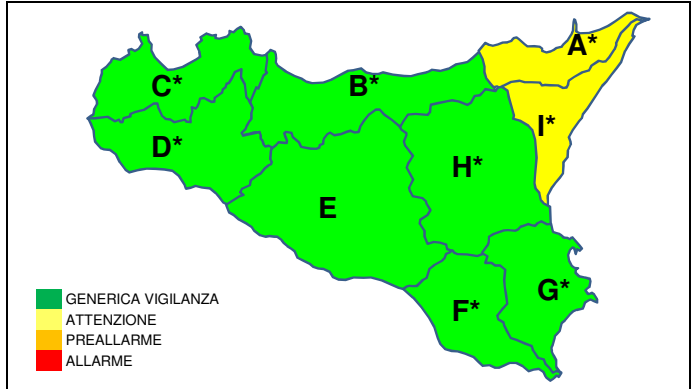 A*
C*
B*
I*
D*
H*
E
G*
F*
GENERICA VIGILANZA
ATTENZIONE
PREALLARME
ALLARME